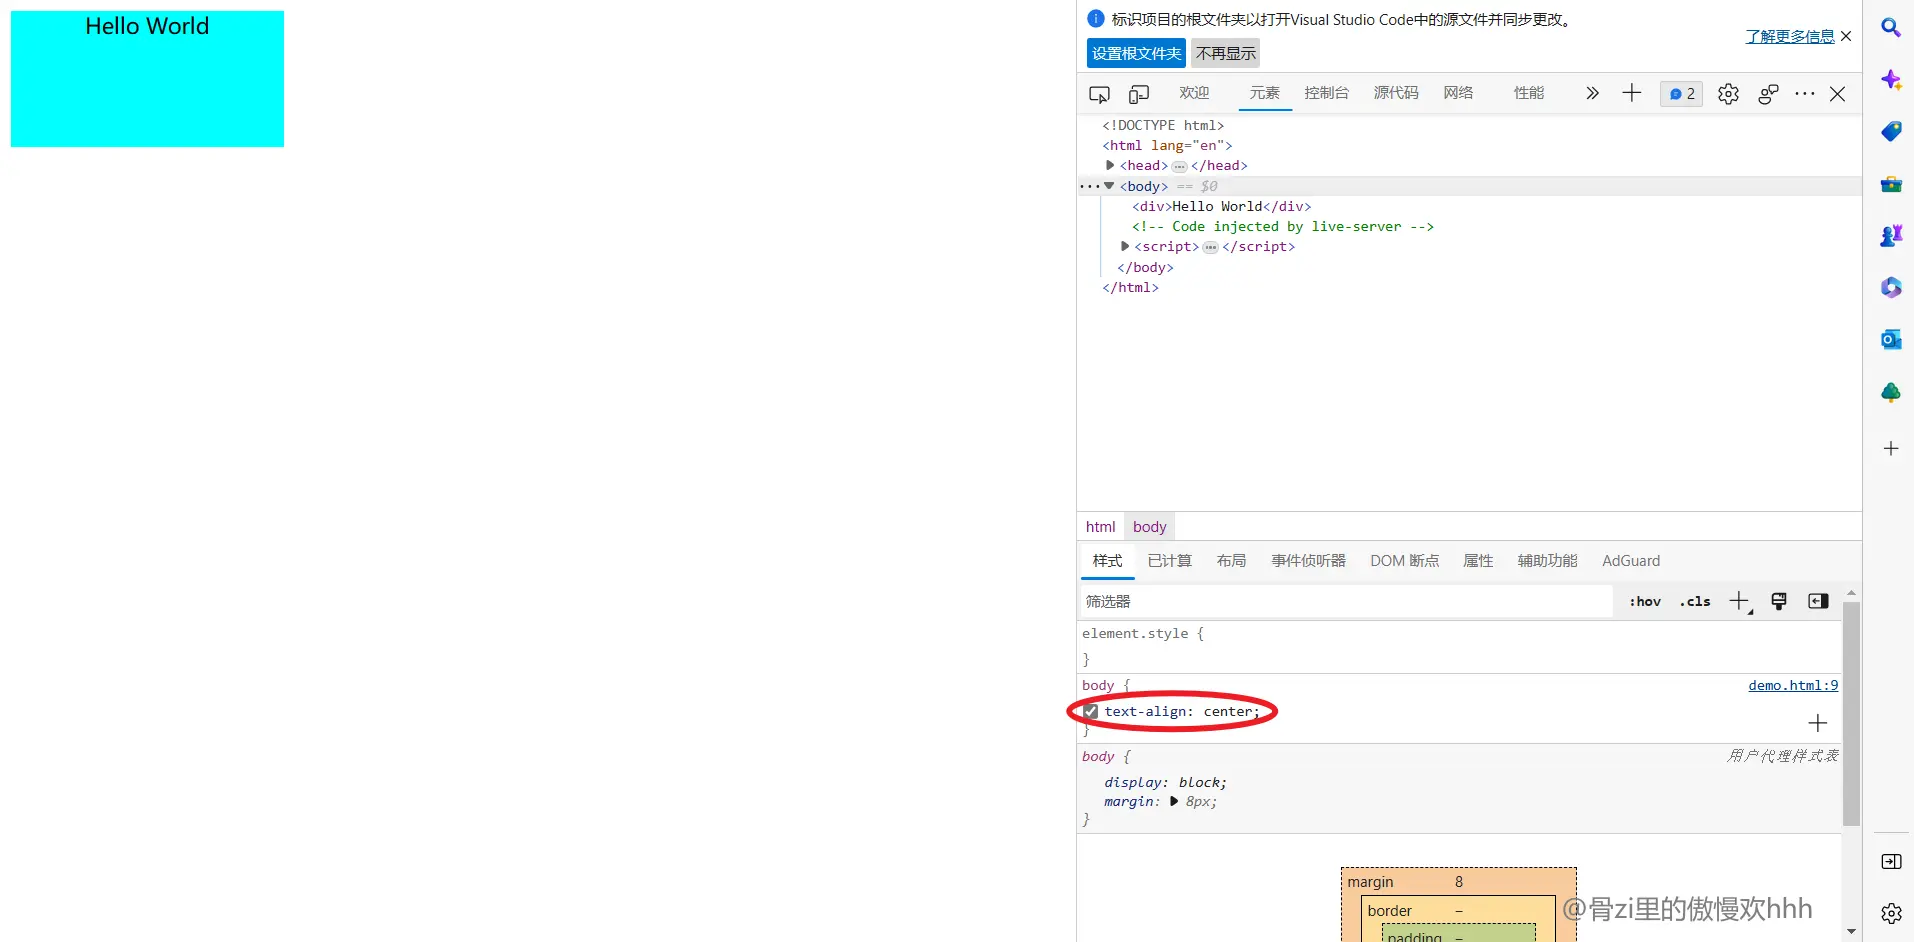 Hello World
标识项目的根文件夹以打开Visual Studio Code中的源文件并同步更改。
了解更多信息
设置根文件夹 不再显示
欢迎 元素 控制台 源代码 网络 性能 2
<!DOCTYPE html>
<html lang="en">
<head> … </head>
<body> == $0
<div>Hello World</div>
<!-- Code injected by live-server -->
<script> … </script>
</body>
</html>
html body
样式 已计算 布局 事件侦听器 DOM 断点 属性 辅助功能 AdGuard
筛选器 :hov .cls
element.style {
}
body { demo.html:9
text-align: center;
}
body { 用户代理样式表
display: block;
margin: 8px;
}
margin 8
border –
padding –
@骨zi里的傲慢欢hhh